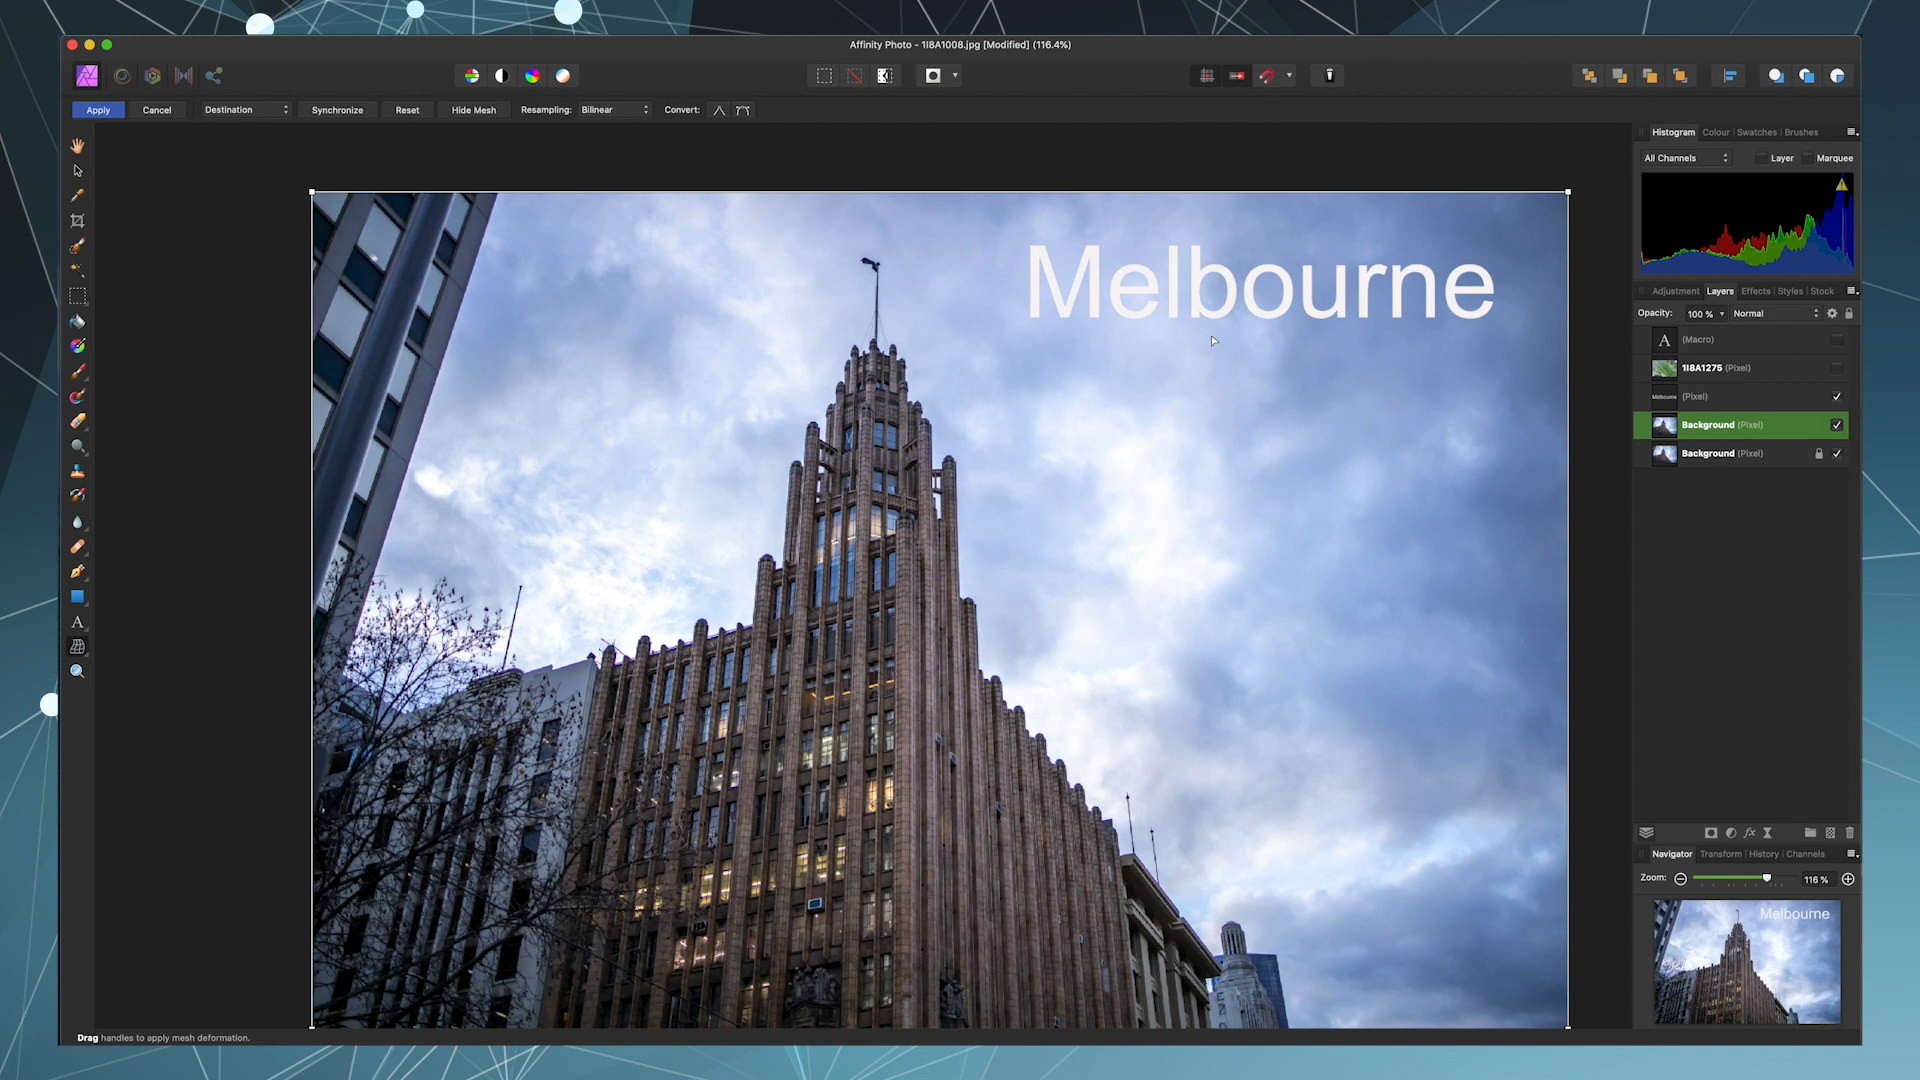 Affinity Photo - 1I8A1008.jpg [Modified] (116.4%)
Apply Cancel Destination Synchronize Reset Hide Mesh Resampling: Bilinear Convert:
Histogram Colour Swatches Brushes
All Channels Layer Marquee
Melbourne
Adjustment Layers Effects Styles Stock
Opacity: 100 % Normal
A (Macro)
1I8A1275 (Pixel)
Melbourne (Pixel)
Background (Pixel)
Background (Pixel)
A
fx
Navigator Transform History Channels
Zoom: 116 %
Melbourne
Drag handles to apply mesh deformation.